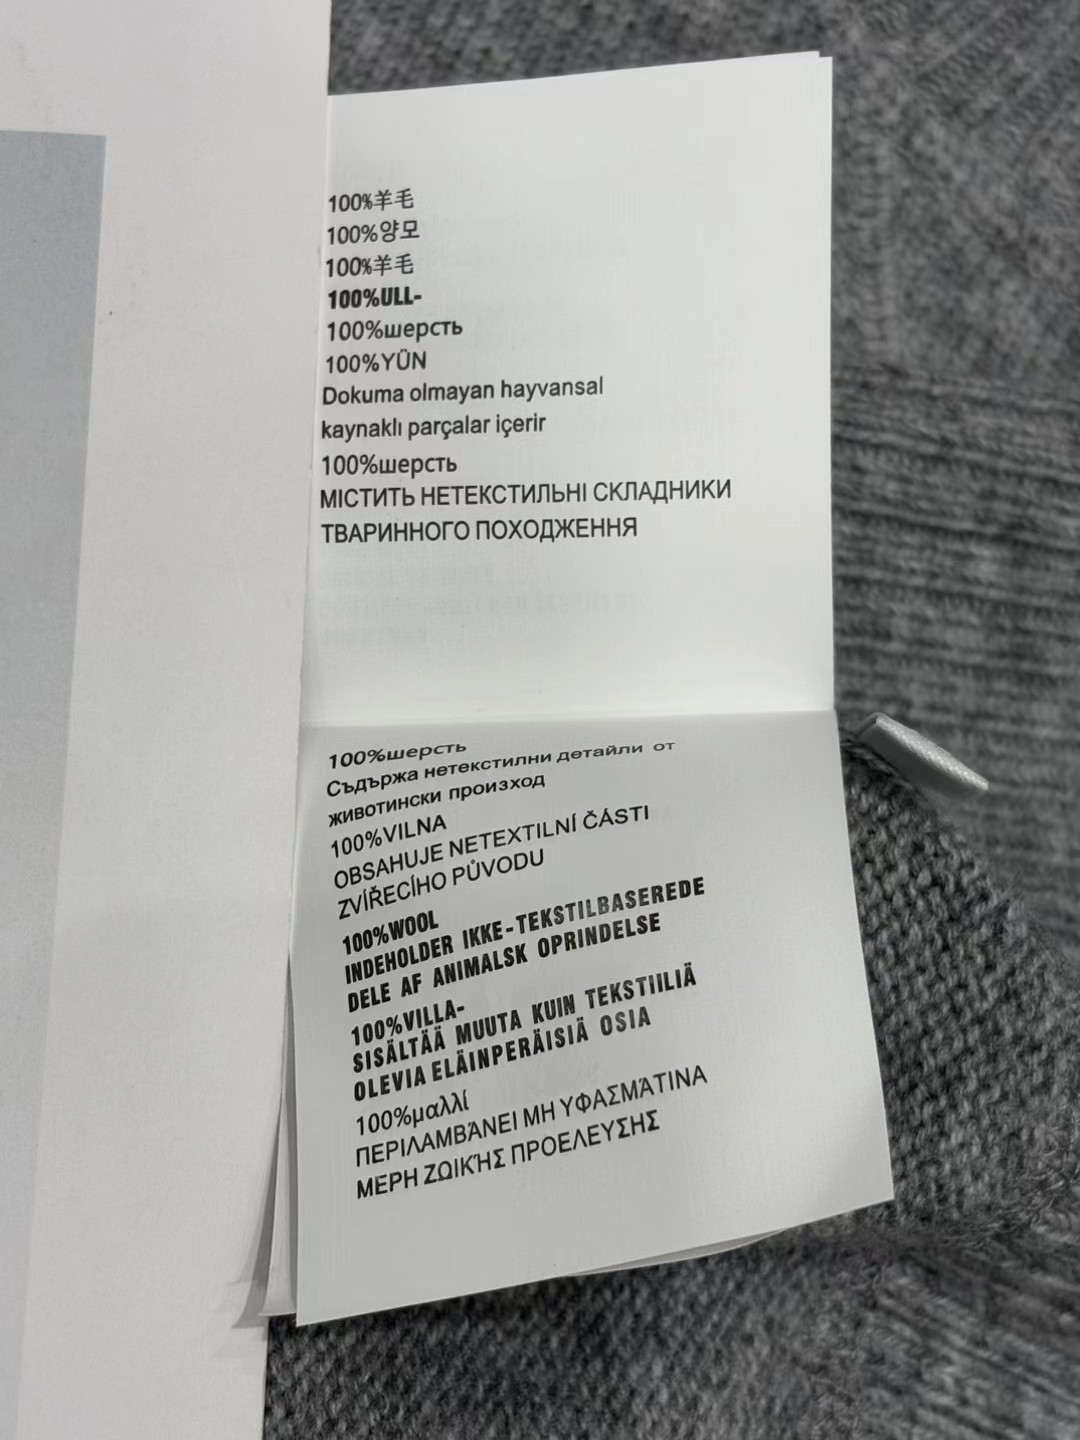 100%羊毛
100%양모
100%羊毛
100%ULL-
100%шерсть
100%YÜN
Dokuma olmayan hayvansal
kaynaklı parçalar içerir
100%шерсть
МІСТИТЬ НЕТЕКСТИЛЬНІ СКЛАДНИКИ
ТВАРИННОГО ПОХОДЖЕННЯ
100%шерсть
Съдържа нетекстилни детайли от
животински произход
100%VILNA
OBSAHUJE NETEXTILNÍ ČÁSTI
ZVÍŘECÍHO PŮVODU
100%WOOL
INDEHOLDER IKKE-TEKSTILBASEREDE
DELE AF ANIMALSK OPRINDELSE
100%VILLA-
SISÄLTÄÄ MUUTA KUIN TEKSTIILIÄ
OLEVIA ELÄINPERÄISIÄ OSIA
100%μαλλί
ΠΕΡΙΛΑΜΒΆΝΕΙ ΜΗ ΥΦΑΣΜΆΤΙΝΑ
ΜΕΡΗ ΖΩΙΚΉΣ ΠΡΟΕΛΕΥΣΗΣ